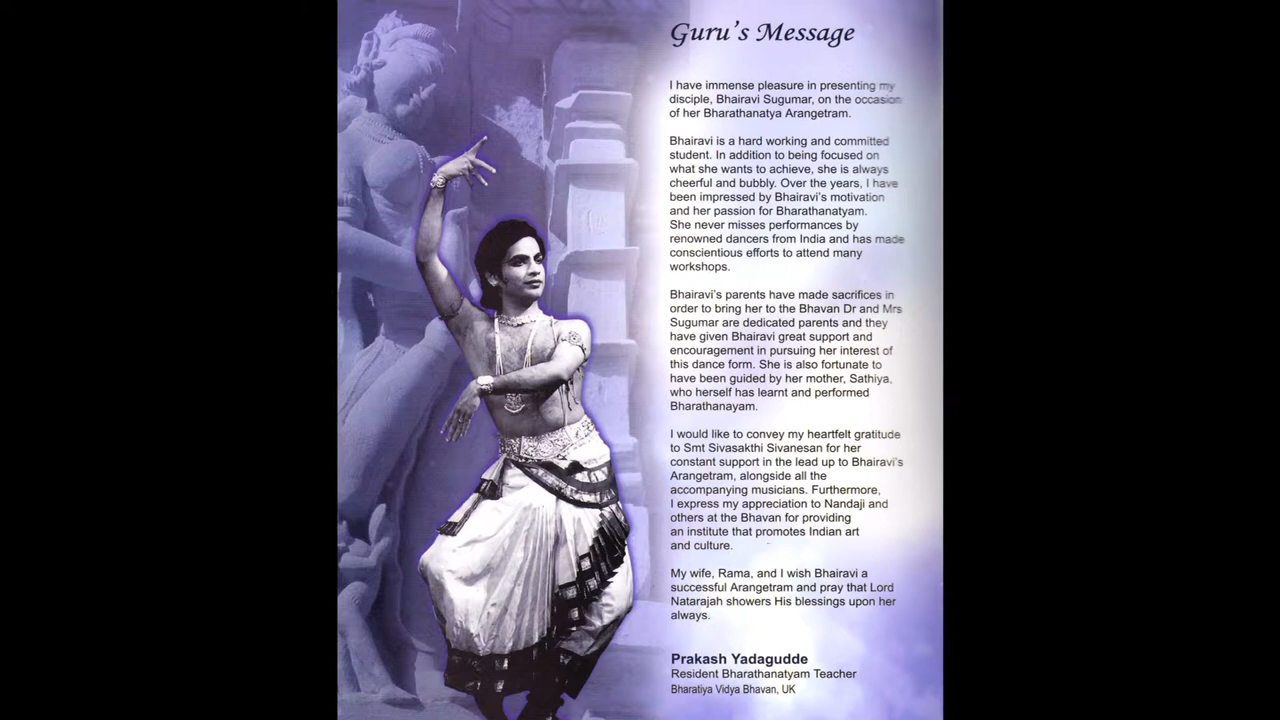 Guru's Message
I have immense pleasure in presenting my
disciple, Bhairavi Sugumar, on the occasion
of her Bharathanatya Arangetram.
Bhairavi is a hard working and committed
student. In addition to being focused on
what she wants to achieve, she is always
cheerful and bubbly. Over the years, I have
been impressed by Bhairavi's motivation
and her passion for Bharathanatyam.
She never misses performances by
renowned dancers from India and has made
conscientious efforts to attend many
workshops.
Bhairavi's parents have made sacrifices in
order to bring her to the Bhavan Dr and Mrs
Sugumar are dedicated parents and they
have given Bhairavi great support and
encouragement in pursuing her interest of
this dance form. She is also fortunate to
have been guided by her mother, Sathiya,
who herself has learnt and performed
Bharathanayam.
I would like to convey my heartfelt gratitude
to Smt Sivasakthi Sivanesan for her
constant support in the lead up to Bhairavi's
Arangetram, alongside all the
accompanying musicians. Furthermore,
I express my appreciation to Nandaji and
others at the Bhavan for providing
an institute that promotes Indian art
and culture.
My wife, Rama, and I wish Bhairavi a
successful Arangetram and pray that Lord
Natarajah showers His blessings upon her
always.
Prakash Yadagudde
Resident Bharathanatyam Teacher
Bharatiya Vidya Bhavan, UK